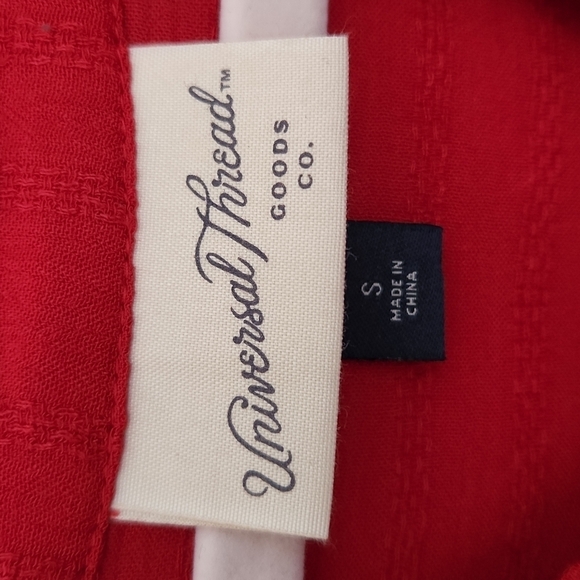 Universal Thread™
GOODS
CO.
S
MADE IN
CHINA